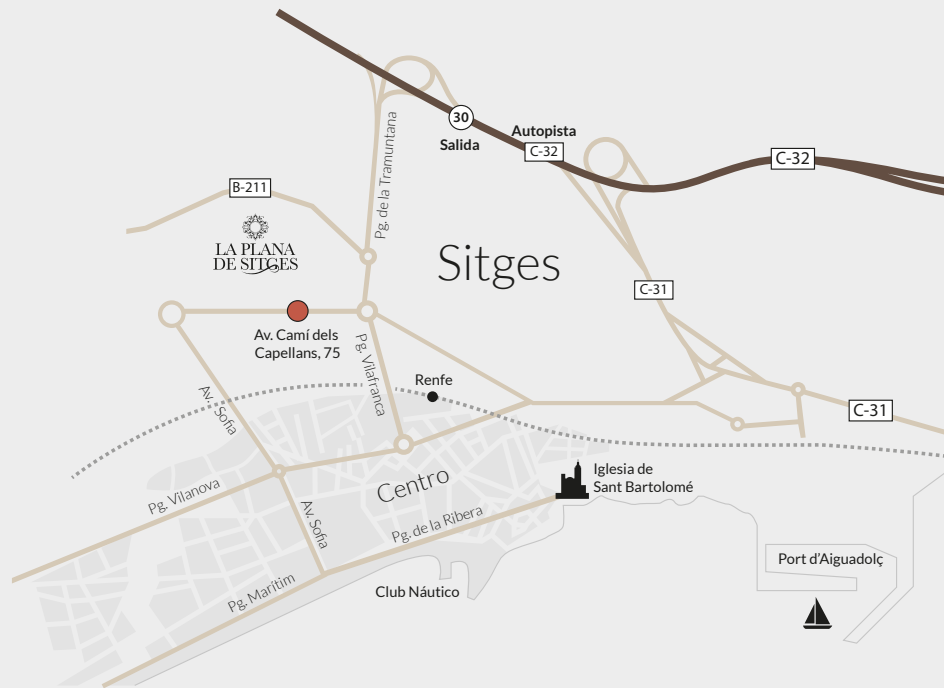 30
Salida
Autopista
C-32
C-32
Pg. de la Tramuntana
B-211
LA PLANA
DE SITGES
Sitges
C-31
Av. Camí dels
Capellans, 75
Pg. Vilafranca
Renfe
Av. Sofia
C-31
Centro
Iglesia de
Sant Bartolomé
Pg. Vilanova
Av. Sofia
Pg. de la Ribera
Port d'Aiguadolç
Pg. Marítim
Club Náutico